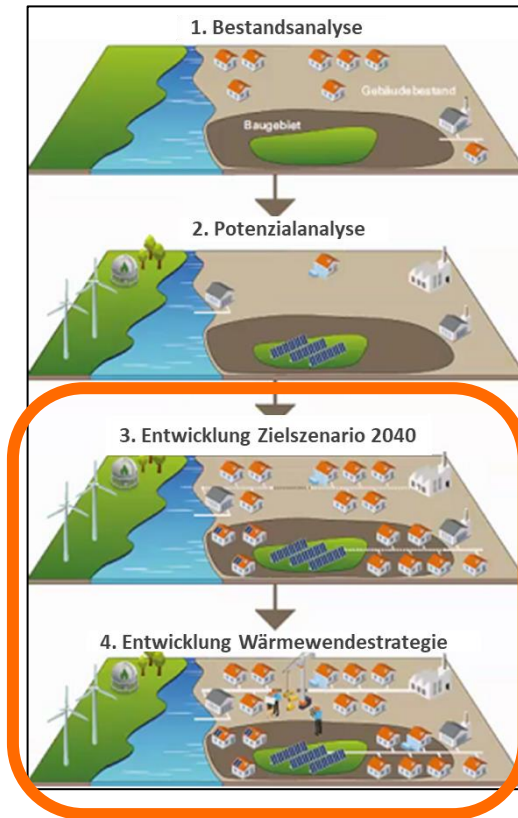 1. Bestandsanalyse
Gebäudebestand
Baugebiet
2. Potenzialanalyse
3. Entwicklung Zielszenario 2040
4. Entwicklung Wärmewendestrategie